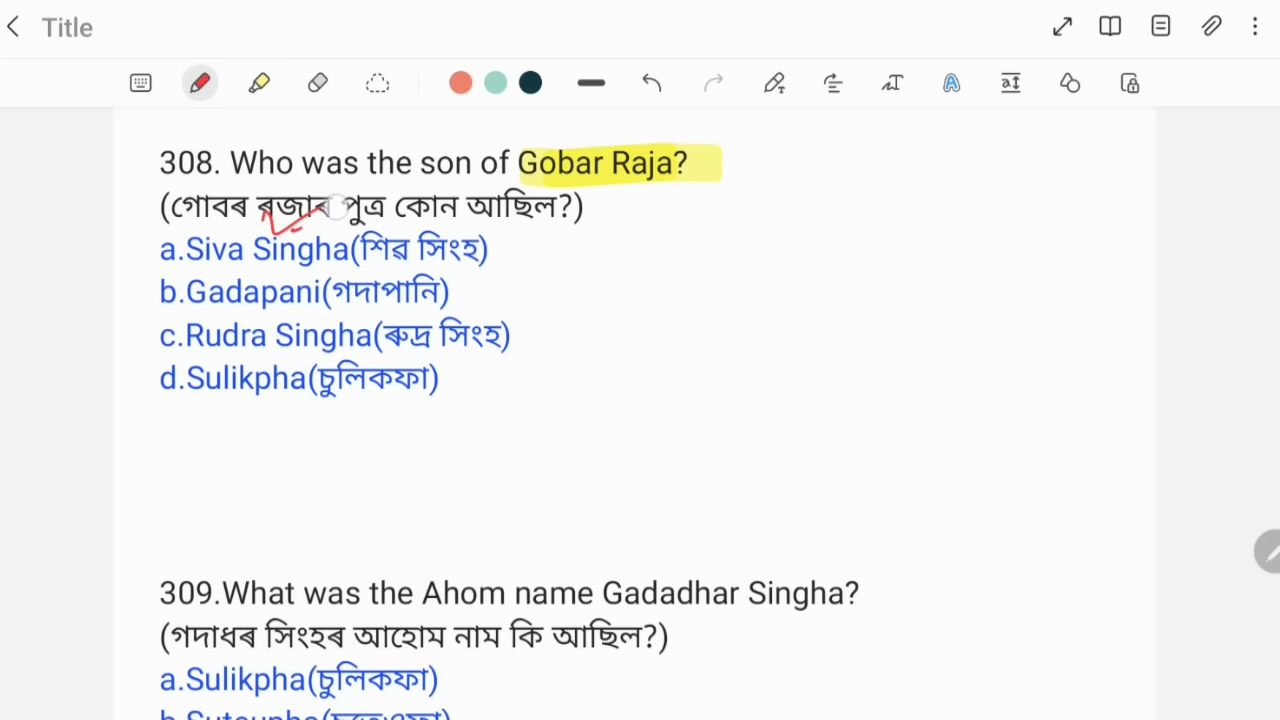 Title
308. Who was the son of Gobar Raja?
(গোবৰ ৰজাৰ পুত্ৰ কোন আছিল?)
a.Siva Singha(শিৱ সিংহ)
b.Gadapani(গদাপানি)
c.Rudra Singha(ৰুদ্ৰ সিংহ)
d.Sulikpha(চুলিকফা)
309.What was the Ahom name Gadadhar Singha?
(গদাধৰ সিংহৰ আহোম নাম কি আছিল?)
a.Sulikpha(চুলিকফা)